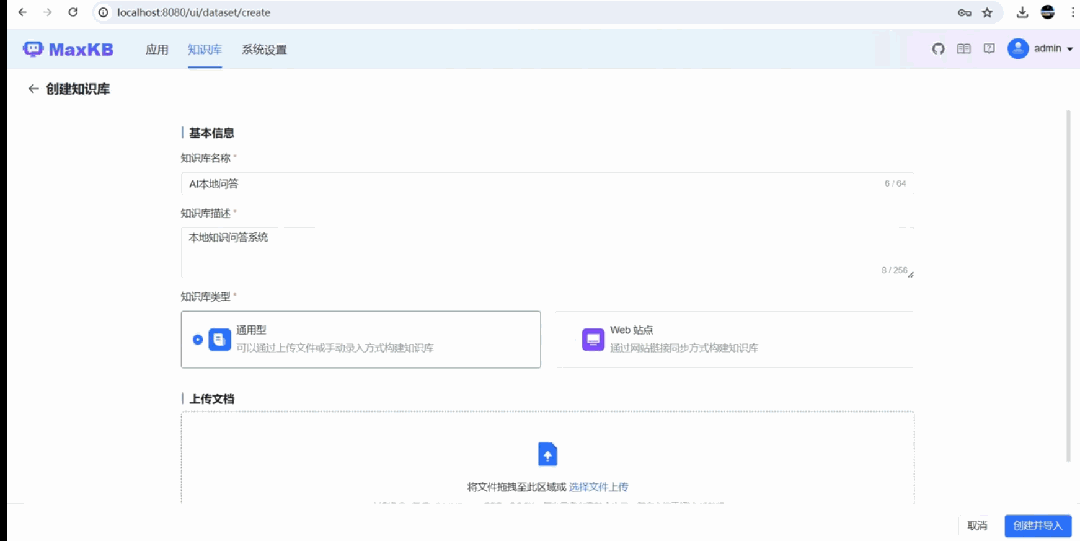 localhost:8080/ui/dataset/create
MaxKB 应用 知识库 系统设置 admin
创建知识库
基本信息
知识库名称 *
AI本地问答 6 / 64
知识库描述 *
本地知识问答系统
8 / 256
知识库类型 *
通用型
可以通过上传文件或手动录入方式构建知识库
Web 站点
通过网站链接同步方式构建知识库
上传文档
将文件拖拽至此区域或 选择文件上传
取消 创建并导入